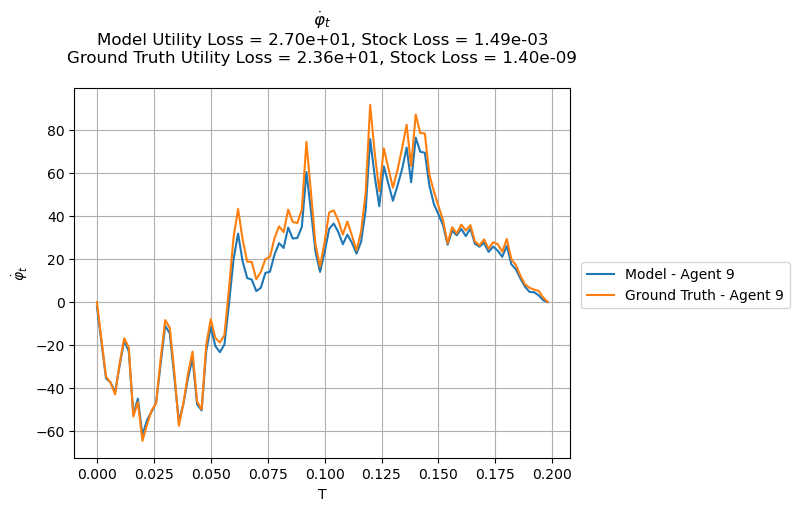 φ̇ₜ
Model Utility Loss = 2.70e+01, Stock Loss = 1.49e-03
Ground Truth Utility Loss = 2.36e+01, Stock Loss = 1.40e-09
80
60
40
20
0
−20
−40
−60
φ̇ₜ
0.000 0.025 0.050 0.075 0.100 0.125 0.150 0.175 0.200
T
Model - Agent 9
Ground Truth - Agent 9